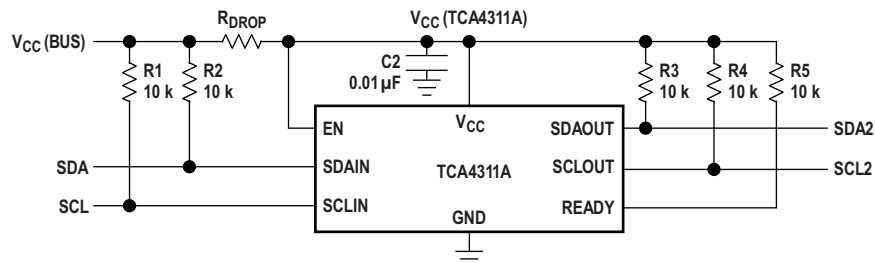 RDROP
VCC (TCA4311A)
VCC (BUS)
C2
0.01 µF
R1
10 k
R2
10 k
R3
10 k
R4
10 k
R5
10 k
EN
VCC
SDAOUT
SDA2
SDA
SDAIN
TCA4311A
SCLOUT
SCL2
SCL
SCLIN
GND
READY